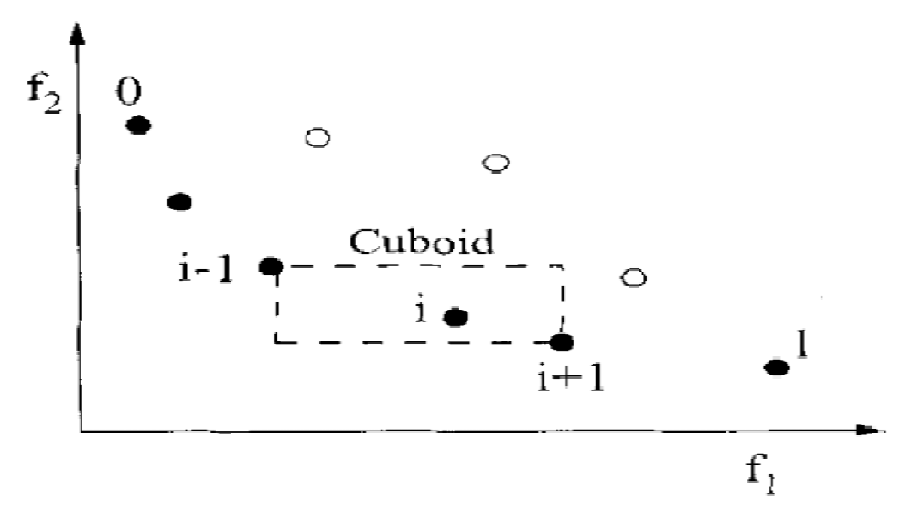 f₂
0
Cuboid
i-1
i
l
i+1
f₁